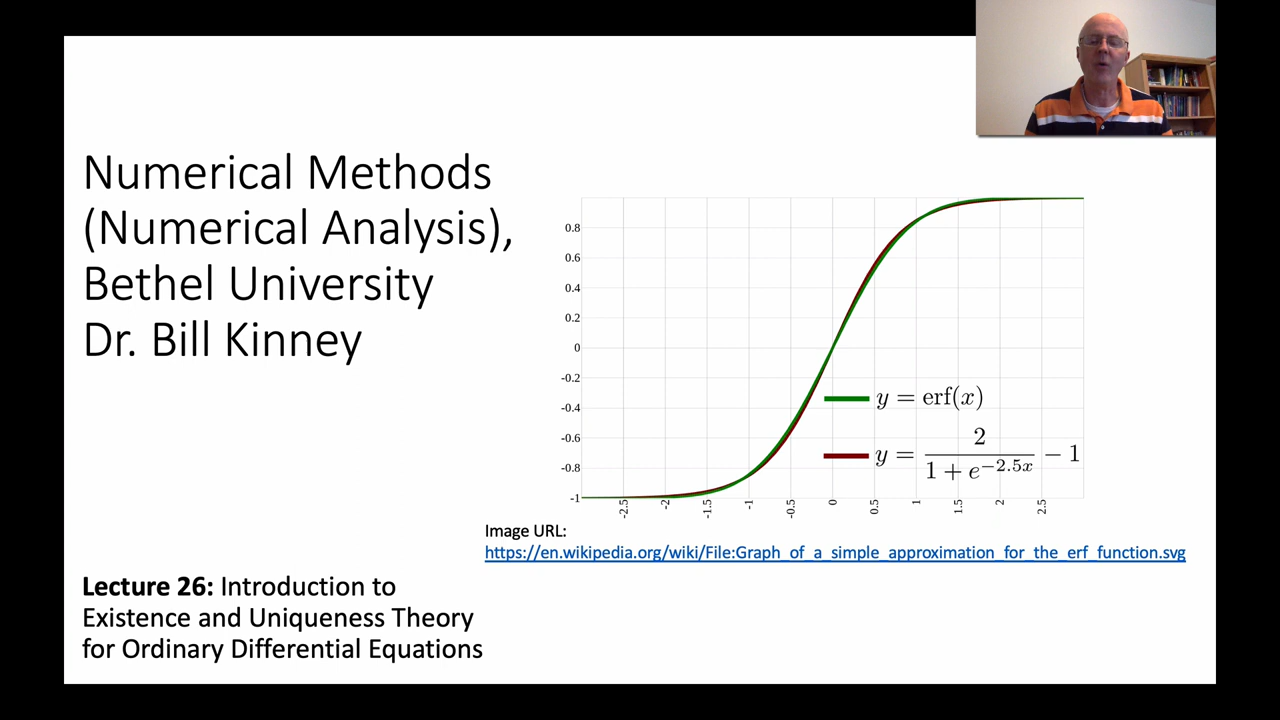 Numerical Methods
(Numerical Analysis),
Bethel University
Dr. Bill Kinney
0.8
0.6
0.4
0.2
0
-0.2
-0.4
-0.6
-0.8
-1
-2.5
-2
-1.5
-1
-0.5
0
0.5
1
1.5
2
2.5
y = erf(x)
y = 2 / (1 + e^{-2.5x}) − 1
Image URL:
https://en.wikipedia.org/wiki/File:Graph_of_a_simple_approximation_for_the_erf_function.svg
Lecture 26: Introduction to
Existence and Uniqueness Theory
for Ordinary Differential Equations